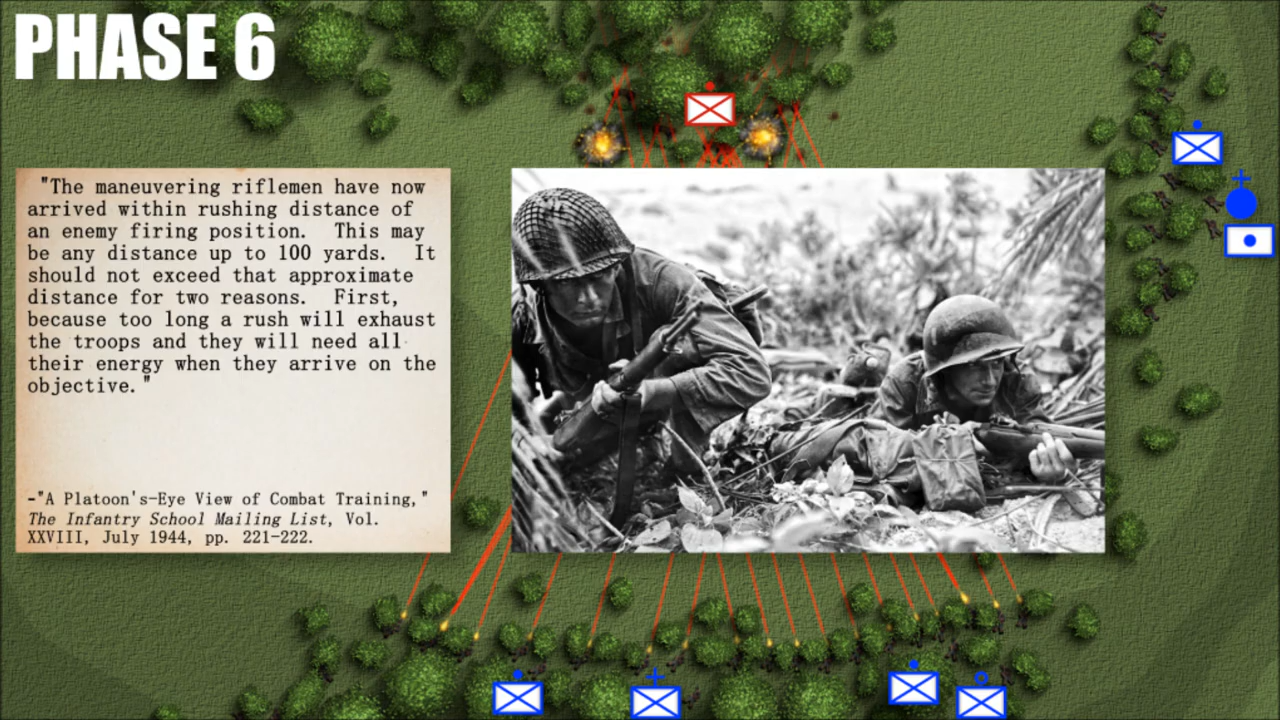 PHASE 6
"The maneuvering riflemen have now
arrived within rushing distance of
an enemy firing position. This may
be any distance up to 100 yards. It
should not exceed that approximate
distance for two reasons. First,
because too long a rush will exhaust
the troops and they will need all
their energy when they arrive on the
objective."
-"A Platoon's-Eye View of Combat Training,"
The Infantry School Mailing List, Vol.
XXVIII, July 1944, pp. 221-222.